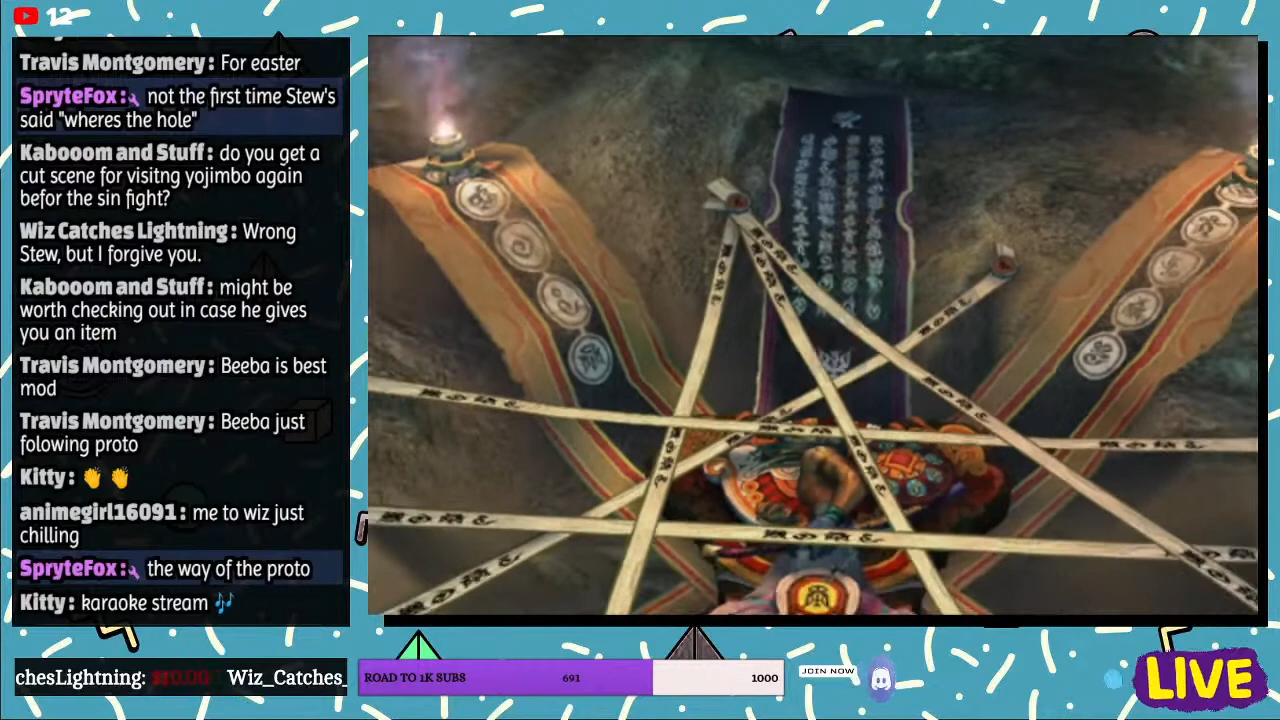 12
Travis Montgomery: For easter
SpryteFox: not the first time Stew's
said "wheres the hole"
Kabooom and Stuff: do you get a
cut scene for visitng yojimbo again
befor the sin fight?
Wiz Catches Lightning: Wrong
Stew, but I forgive you.
Kabooom and Stuff: might be
worth checking out in case he gives
you an item
Travis Montgomery: Beeba is best
mod
Travis Montgomery: Beeba just
folowing proto
Kitty: 👏 👏
animegirl16091: me to wiz just
chilling
SpryteFox: the way of the proto
Kitty: karaoke stream 🎶
chesLightning: $10.00 Wiz_Catches_
ROAD TO 1K SUBS 691 1000
JOIN NOW
LIVE